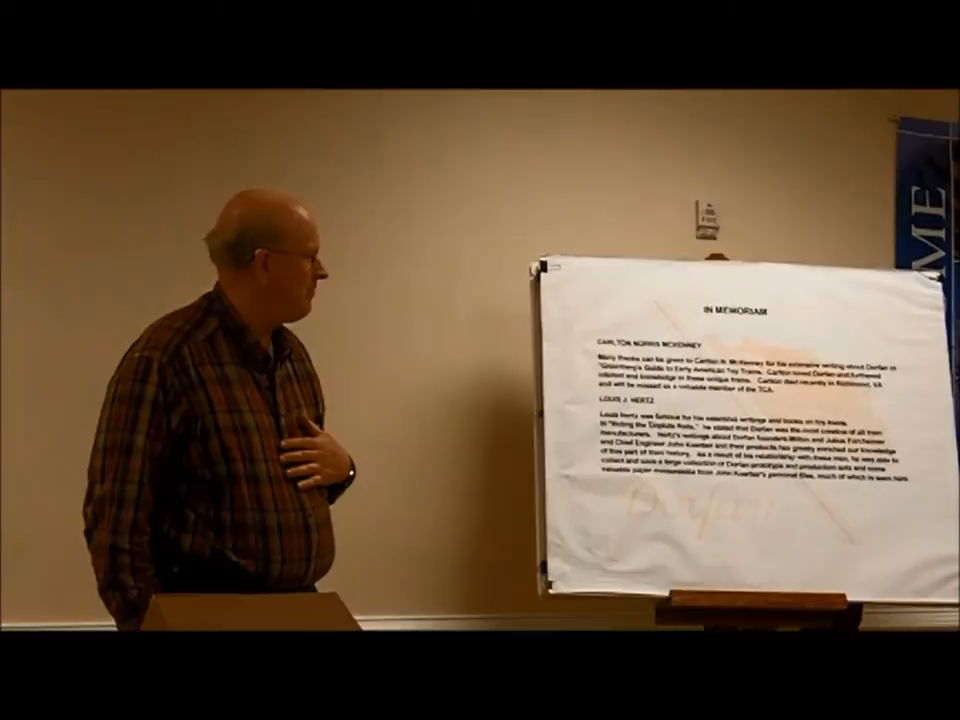 IN MEMORIAM
CARLTON NORRIS MCKENNEY
Many thanks can be given to Carlton N. McKenney for his extensive writing about Dorfan in
"Greenberg's Guide to Early American Toy Trains. Carlton loved Dorfan and furthered
interest and knowledge in these unique trains. Carlton died recently in Richmond, VA
and will be missed as a valuable member of the TCA.
LOUIS J. HERTZ
Louis Hertz was famous for his extensive writings and books on toy trains.
In "Riding the Tinplate Rails," he stated that Dorfan was the most of all train
manufacturers. Hertz's writings about Dorfan founders Milton and Julius Forchheimer
and Chief Engineer John Koerber and their products has greatly enriched our knowledge
of this part of train history. As a result of his relationship with these men, he was able to
collect and save a large collection of Dorfan prototype and production sets and some
valuable paper memorabilia from John Koerber's personal files, much of which is seen here
Dorfan
ME